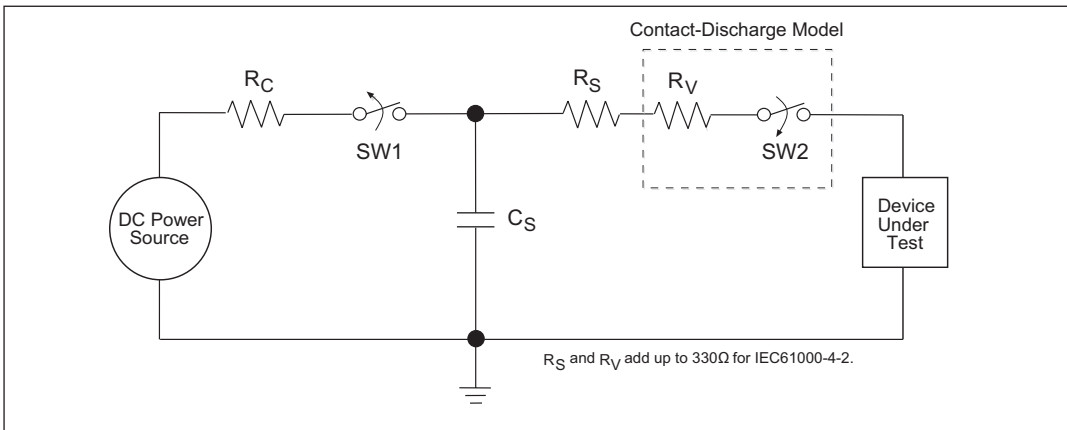 Contact-Discharge Model
RC
RS
RV
SW1
SW2
DC Power
Source
CS
Device
Under
Test
RS and RV add up to 330Ω for IEC61000-4-2.